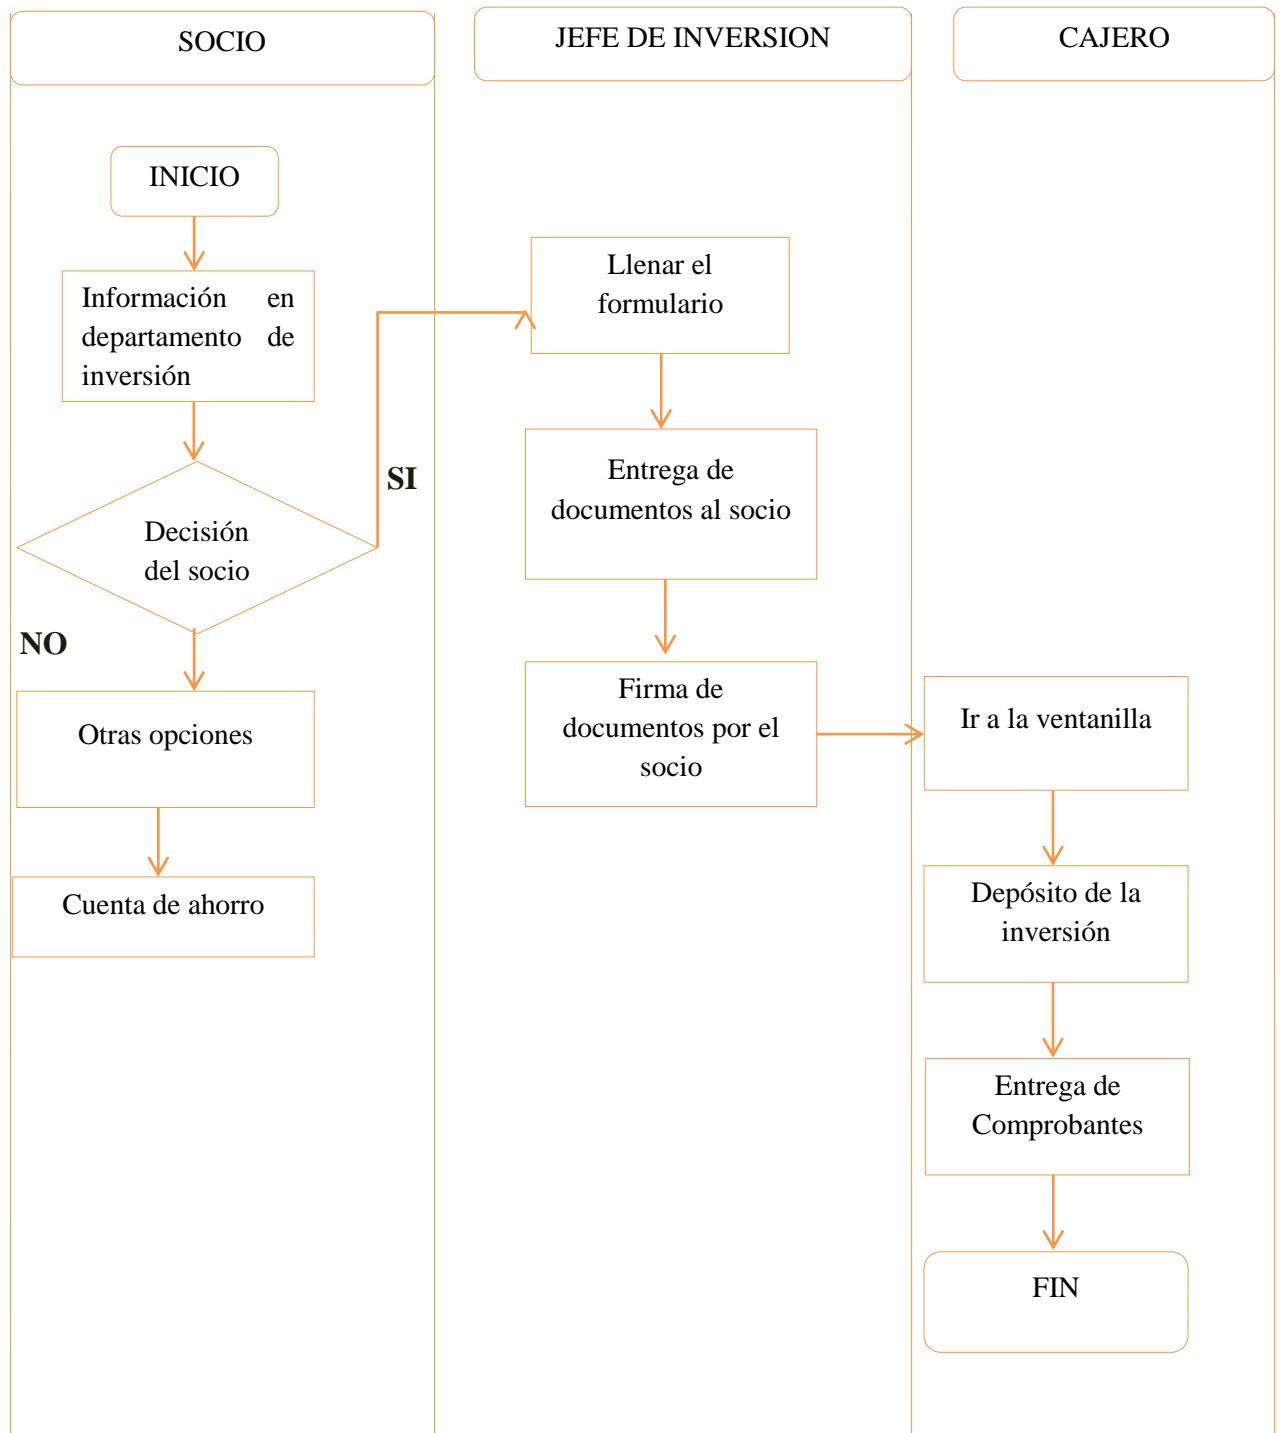 SOCIO
JEFE DE INVERSION
CAJERO
INICIO
Información en
departamento de
inversión
Decisión
del socio
SI
NO
Otras opciones
Cuenta de ahorro
Llenar el
formulario
Entrega de
documentos al socio
Firma de
documentos por el
socio
Ir a la ventanilla
Depósito de la
inversión
Entrega de
Comprobantes
FIN